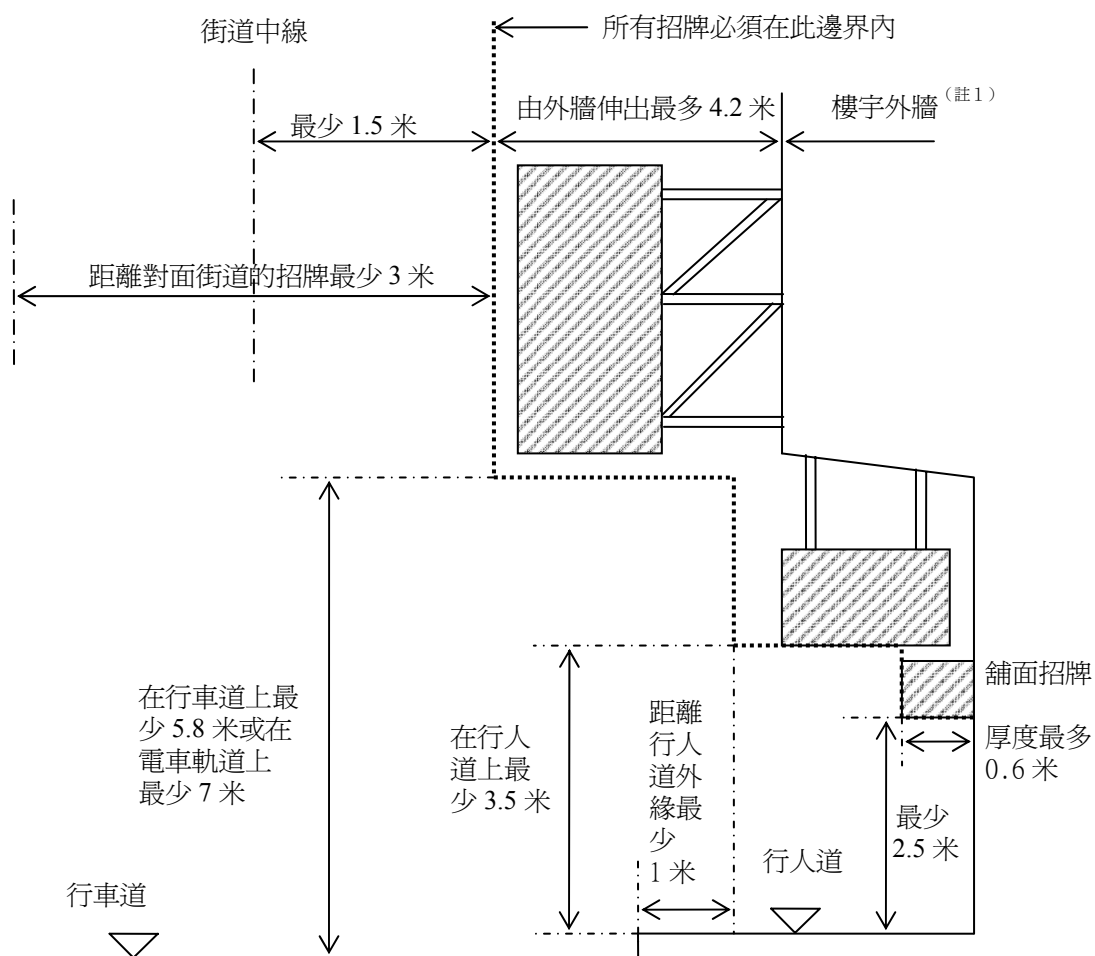 街道中線
所有招牌必須在此邊界內
由外牆伸出最多 4.2 米
樓宇外牆（註1）
最少 1.5 米
距離對面街道的招牌最少 3 米
舖面招牌
厚度最多
0.6 米
在行車道上最
少 5.8 米或在
電車軌道上
最少 7 米
在行人
道上最
少 3.5 米
距離
行人
道外
緣最
少
1 米
最少
2.5 米
行人道
行車道